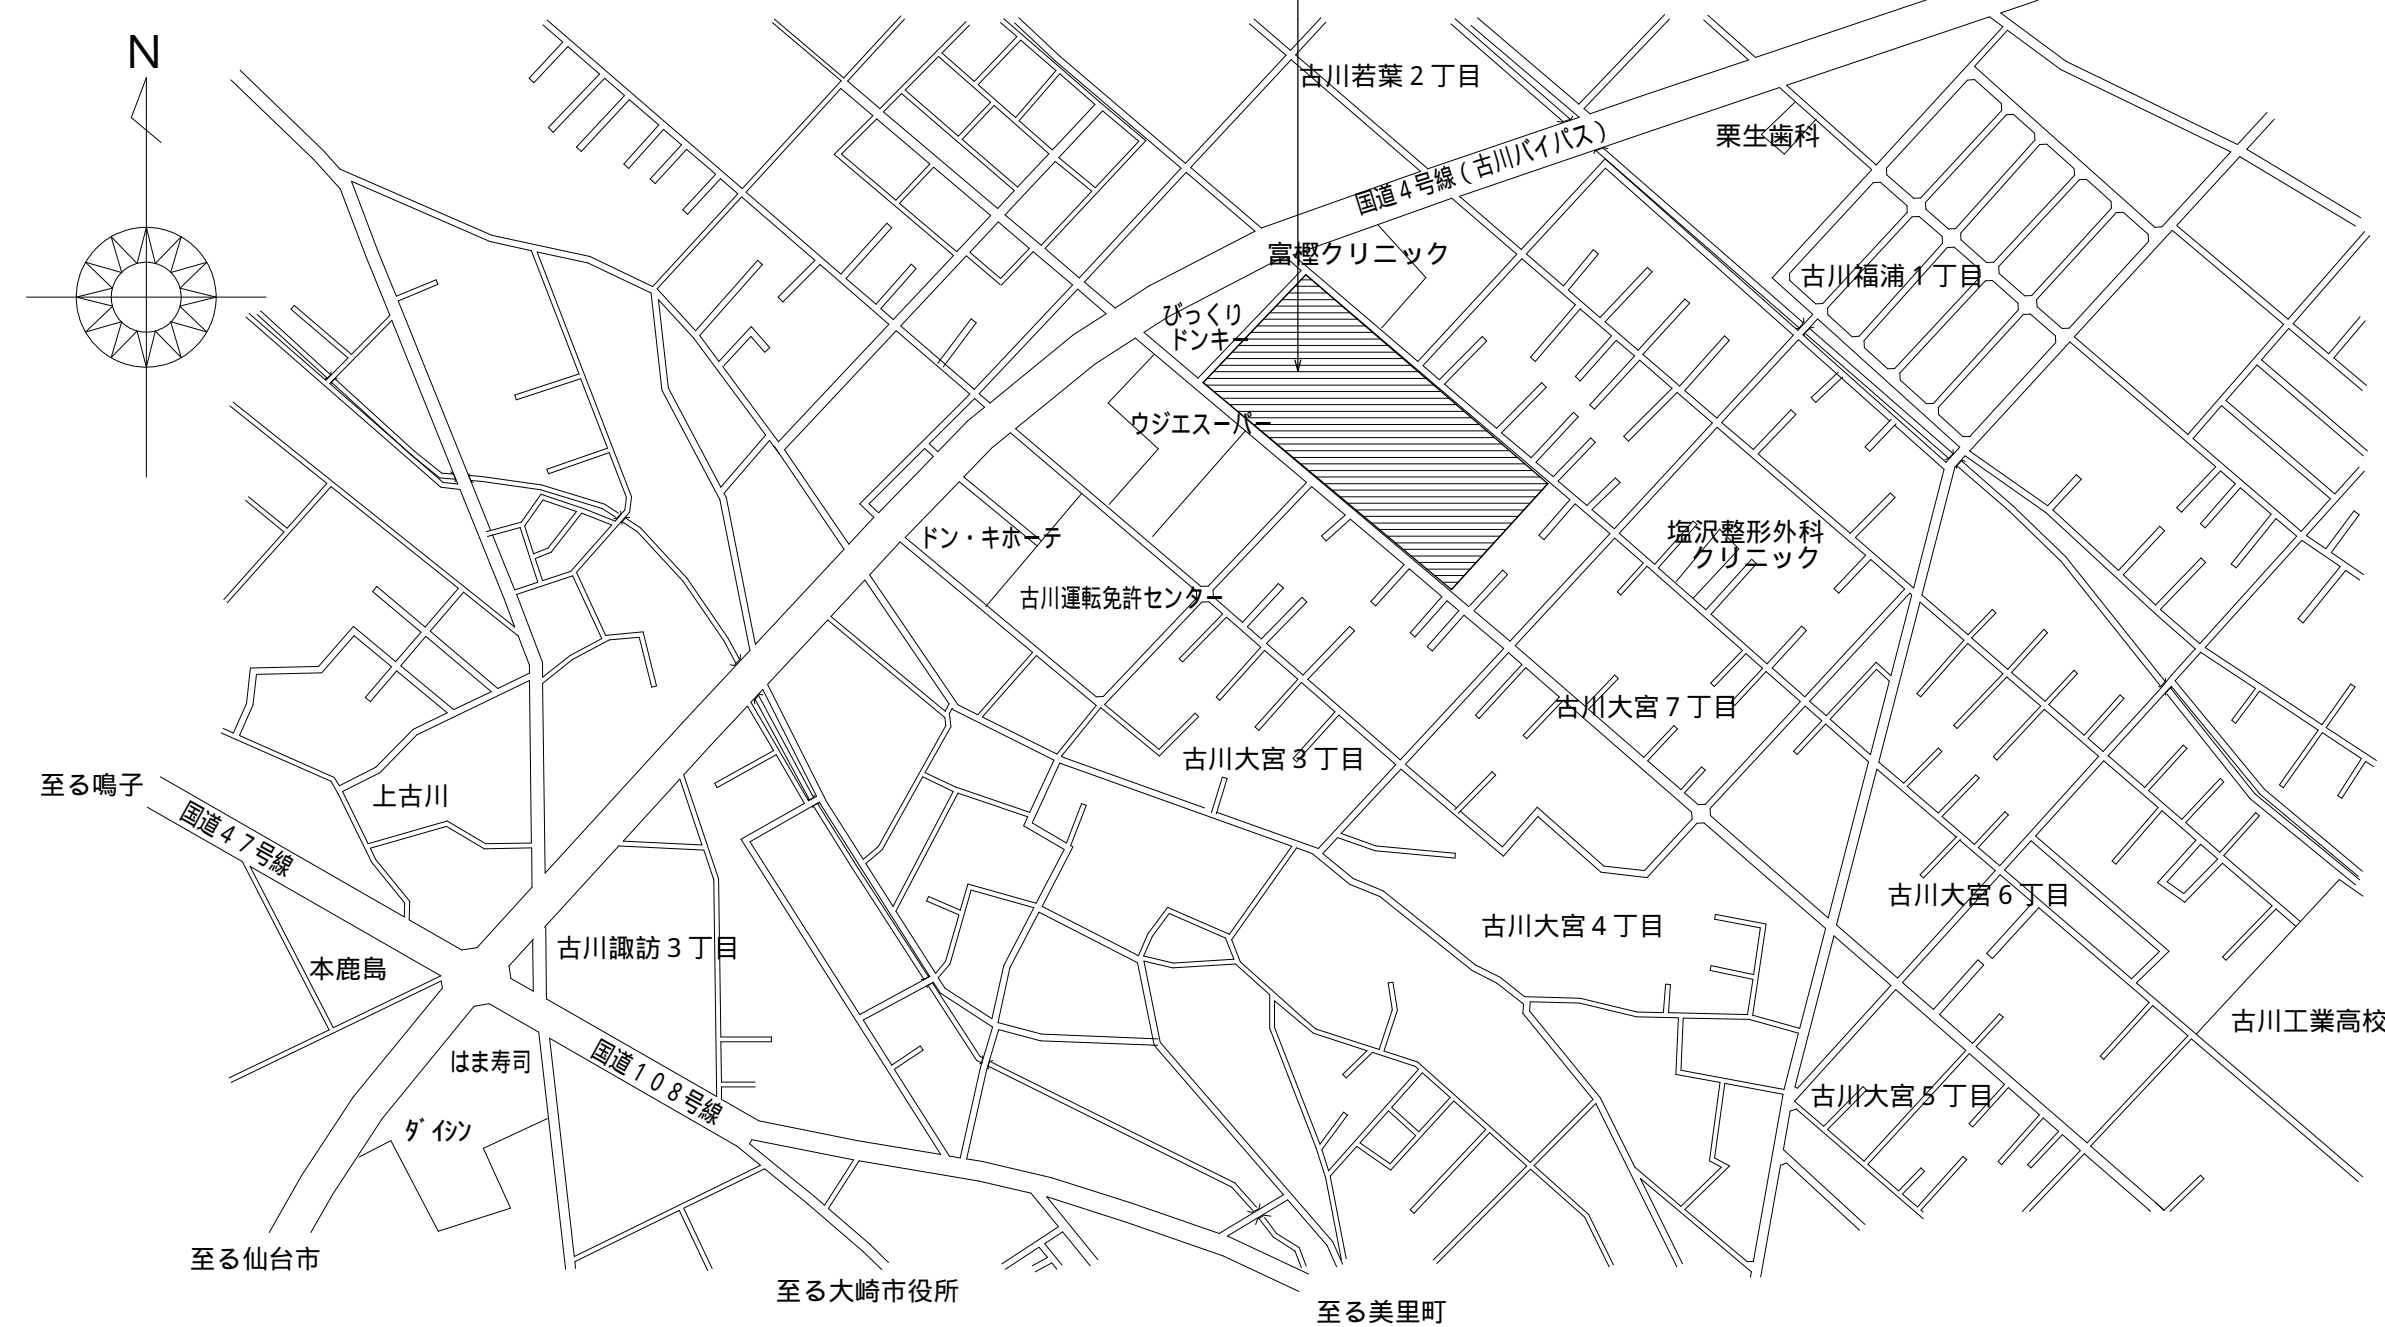 N
古川若葉２丁目
栗生歯科
国道４号線（古川バイパス）
富樫クリニック
古川福浦１丁目
びっくり
ドンキー
ウジエスーパー
ドン・キホーテ
塩沢整形外科
クリニック
古川運転免許センター
古川大宮７丁目
古川大宮３丁目
至る鳴子
上古川
国道４７号線
古川大宮６丁目
古川大宮４丁目
古川諏訪３丁目
本鹿島
古川工業高校
はま寿司
国道１０８号線
古川大宮５丁目
ﾀﾞｲｼﾝ
至る仙台市
至る大崎市役所
至る美里町